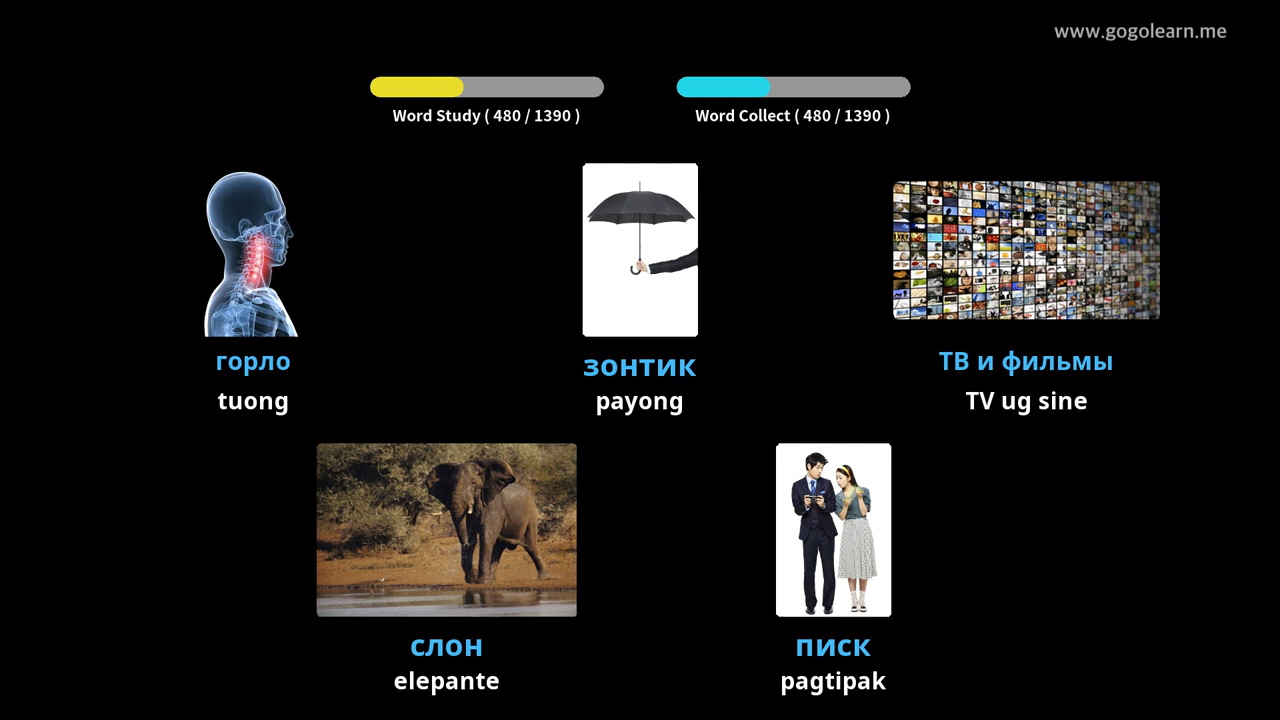 www.gogolearn.me
Word Study ( 480 / 1390 )
Word Collect ( 480 / 1390 )
горло
зонтик
ТВ и фильмы
tuong
payong
TV ug sine
слон
писк
elepante
pagtipak